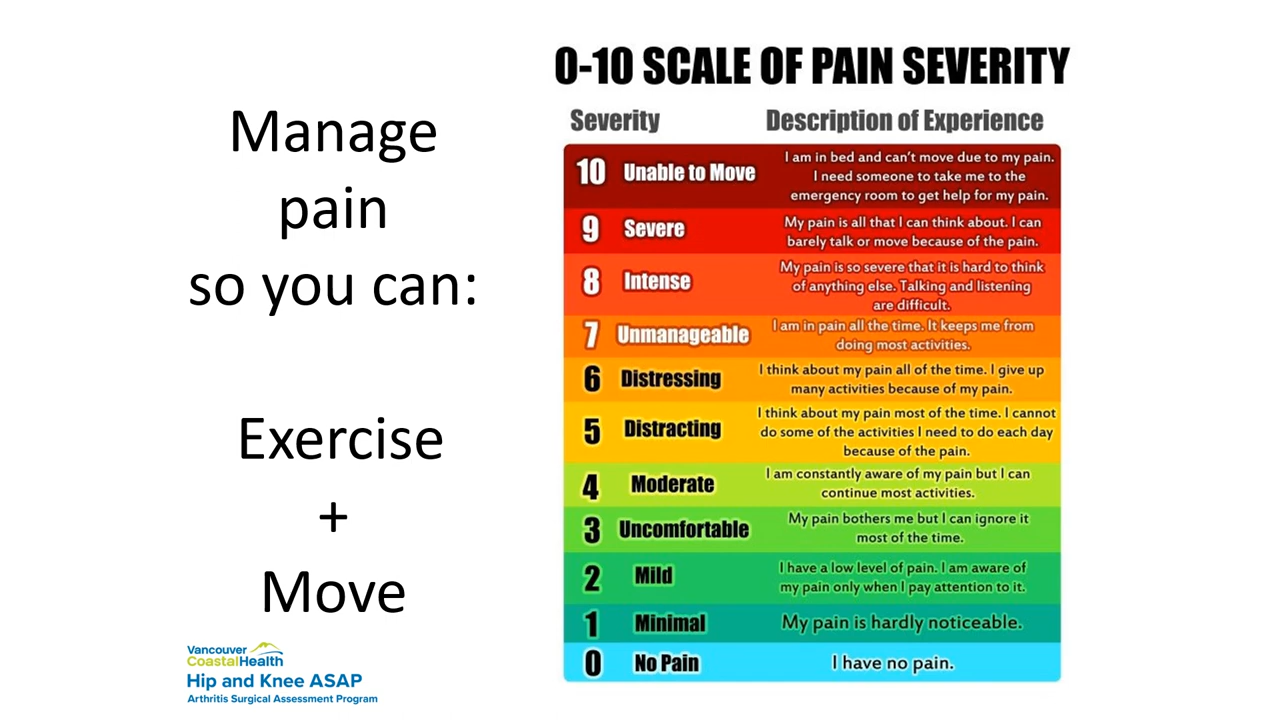 Manage
pain
so you can:
Exercise
+
Move
Vancouver
CoastalHealth
Hip and Knee ASAP
Arthritis Surgical Assessment Program
0-10 SCALE OF PAIN SEVERITY
Severity Description of Experience
10 Unable to Move
I am in bed and can't move due to my pain.
I need someone to take me to the
emergency room to get help for my pain.
9 Severe
My pain is all that I can think about. I can
barely talk or move because of the pain.
8 Intense
My pain is so severe that it is hard to think
of anything else. Talking and listening
are difficult.
7 Unmanageable
I am in pain all the time. It keeps me from
doing most activities.
6 Distressing
I think about my pain all of the time. I give up
many activities because of my pain.
5 Distracting
I think about my pain most of the time. I cannot
do some of the activities I need to do each day
because of the pain.
4 Moderate
I am constantly aware of my pain but I can
continue most activities.
3 Uncomfortable
My pain bothers me but I can ignore it
most of the time.
2 Mild
I have a low level of pain. I am aware of
my pain only when I pay attention to it.
1 Minimal
My pain is hardly noticeable.
0 No Pain
I have no pain.